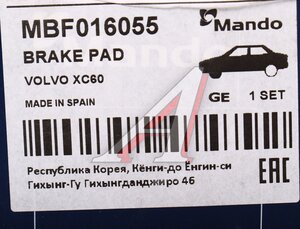 MBF016055 Mando
BRAKE PAD
VOLVO XC60
MADE IN SPAIN GE 1 SET
Республика Корея, Кёнги-до Ёнгин-си
Гихынг-Гу Гихынгданджиро 46
EAC